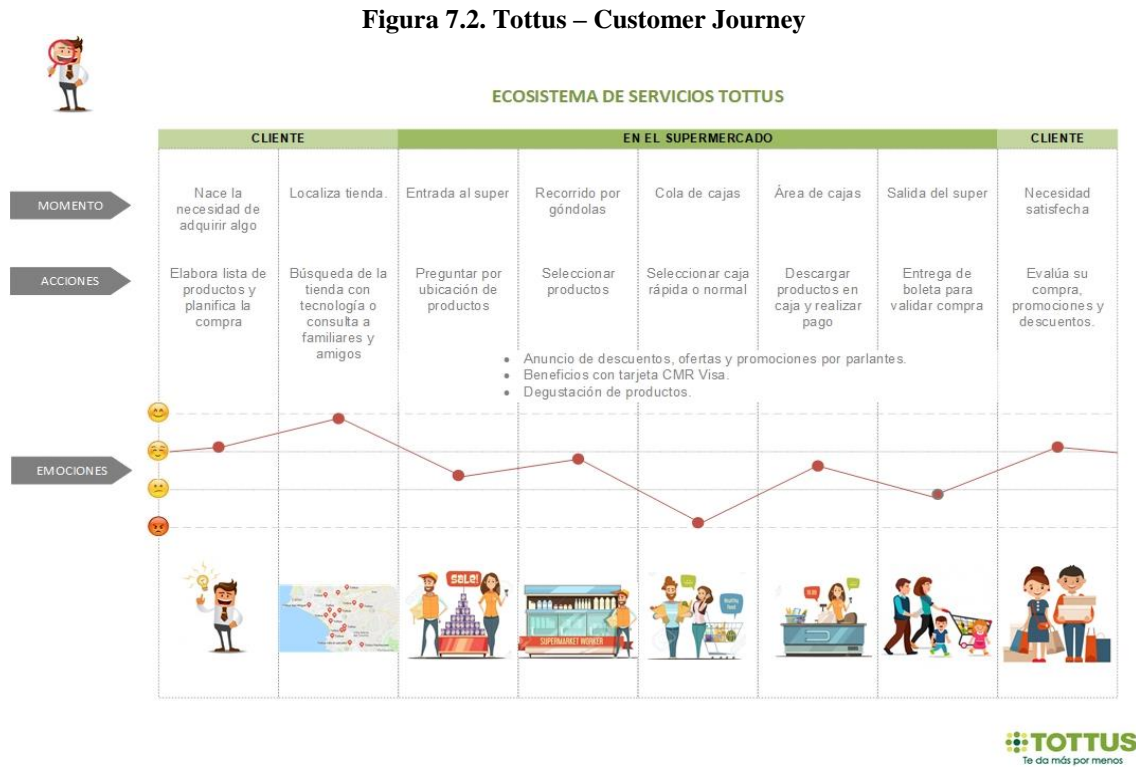 Figura 7.2. Tottus – Customer Journey
ECOSISTEMA DE SERVICIOS TOTTUS
CLIENTE
EN EL SUPERMERCADO
CLIENTE
MOMENTO
Nace la
necesidad de
adquirir algo
Localiza tienda.
Entrada al super
Recorrido por
góndolas
Cola de cajas
Área de cajas
Salida del super
Necesidad
satisfecha
ACCIONES
Elabora lista de
productos y
planifica la
compra
Búsqueda de la
tienda con
tecnología o
consulta a
familiares y
amigos
Preguntar por
ubicación de
productos
Seleccionar
productos
Seleccionar caja
rápida o normal
Descargar
productos en
caja y realizar
pago
Entrega de
boleta para
validar compra
Evalúa su
compra,
promociones y
descuentos.
• Anuncio de descuentos, ofertas y promociones por parlantes.
• Beneficios con tarjeta CMR Visa.
• Degustación de productos.
EMOCIONES
SALE!
SUPERMARKET WORKER
Healthy
food
TOTTUS
Te da más por menos